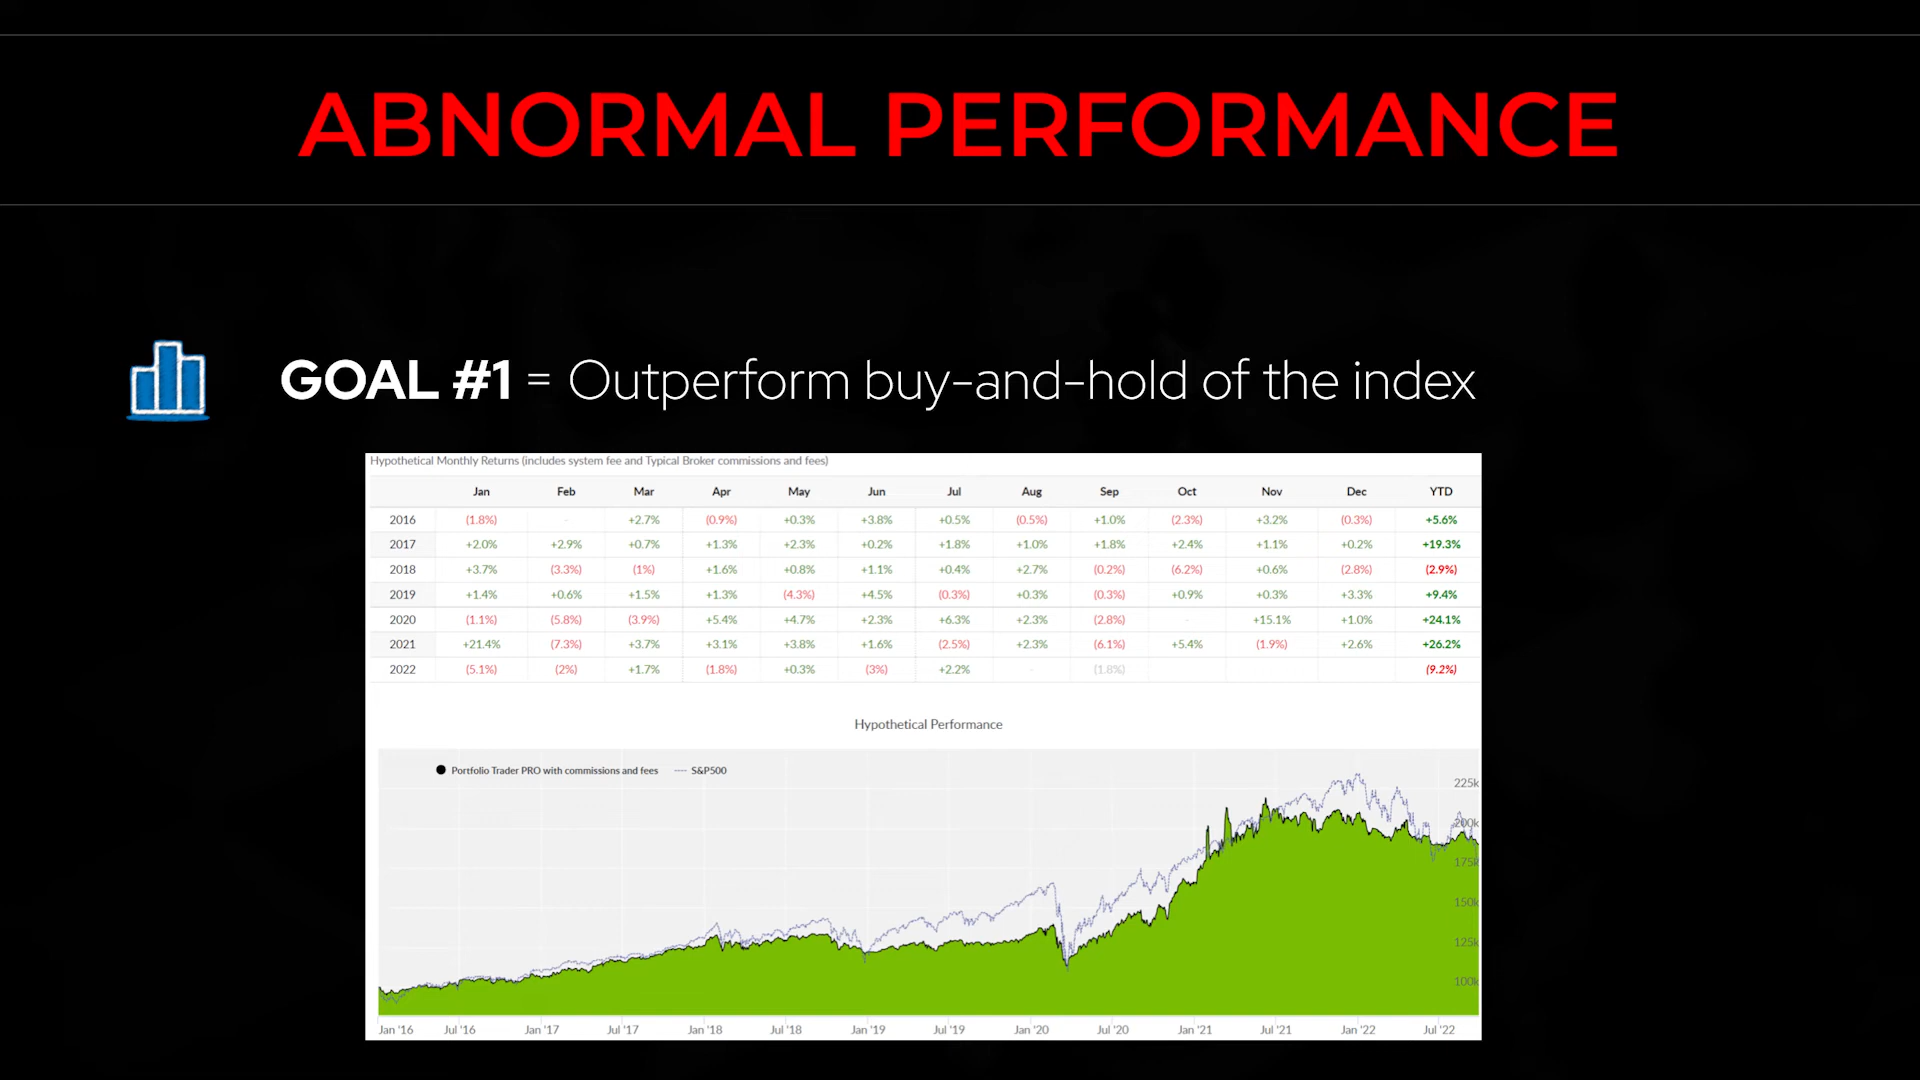 ABNORMAL PERFORMANCE
GOAL #1 = Outperform buy-and-hold of the index
Hypothetical Monthly Returns (includes system fee and Typical Broker commissions and fees)
Jan Feb Mar Apr May Jun Jul Aug Sep Oct Nov Dec YTD
2016 (1.8%) - +2.7% (0.9%) +0.3% +3.8% +0.5% (0.5%) +1.0% (2.3%) +3.2% (0.3%) +5.6%
2017 +2.0% +2.9% +0.7% +1.3% +2.3% +0.2% +1.8% +1.0% +1.8% +2.4% +1.1% +0.2% +19.3%
2018 +3.7% (3.3%) (1%) +1.6% +0.8% +1.1% +0.4% +2.7% (0.2%) (6.2%) +0.6% (2.8%) (2.9%)
2019 +1.4% +0.6% +1.5% +1.3% (4.3%) +4.5% (0.3%) +0.3% (0.3%) +0.9% +0.3% +3.3% +9.4%
2020 (1.1%) (5.8%) (3.9%) +5.4% +4.7% +2.3% +6.3% +2.3% (2.8%) - +15.1% +1.0% +24.1%
2021 +21.4% (7.3%) +3.7% +3.1% +3.8% +1.6% (2.5%) +2.3% (6.1%) +5.4% (1.9%) +2.6% +26.2%
2022 (5.1%) (2%) +1.7% (1.8%) +0.3% (3%) +2.2% - (1.8%) (9.2%)
Hypothetical Performance
Portfolio Trader PRO with commissions and fees S&P500
225k
200k
175k
150k
125k
100k
Jan '16 Jul '16 Jan '17 Jul '17 Jan '18 Jul '18 Jan '19 Jul '19 Jan '20 Jul '20 Jan '21 Jul '21 Jan '22 Jul '22